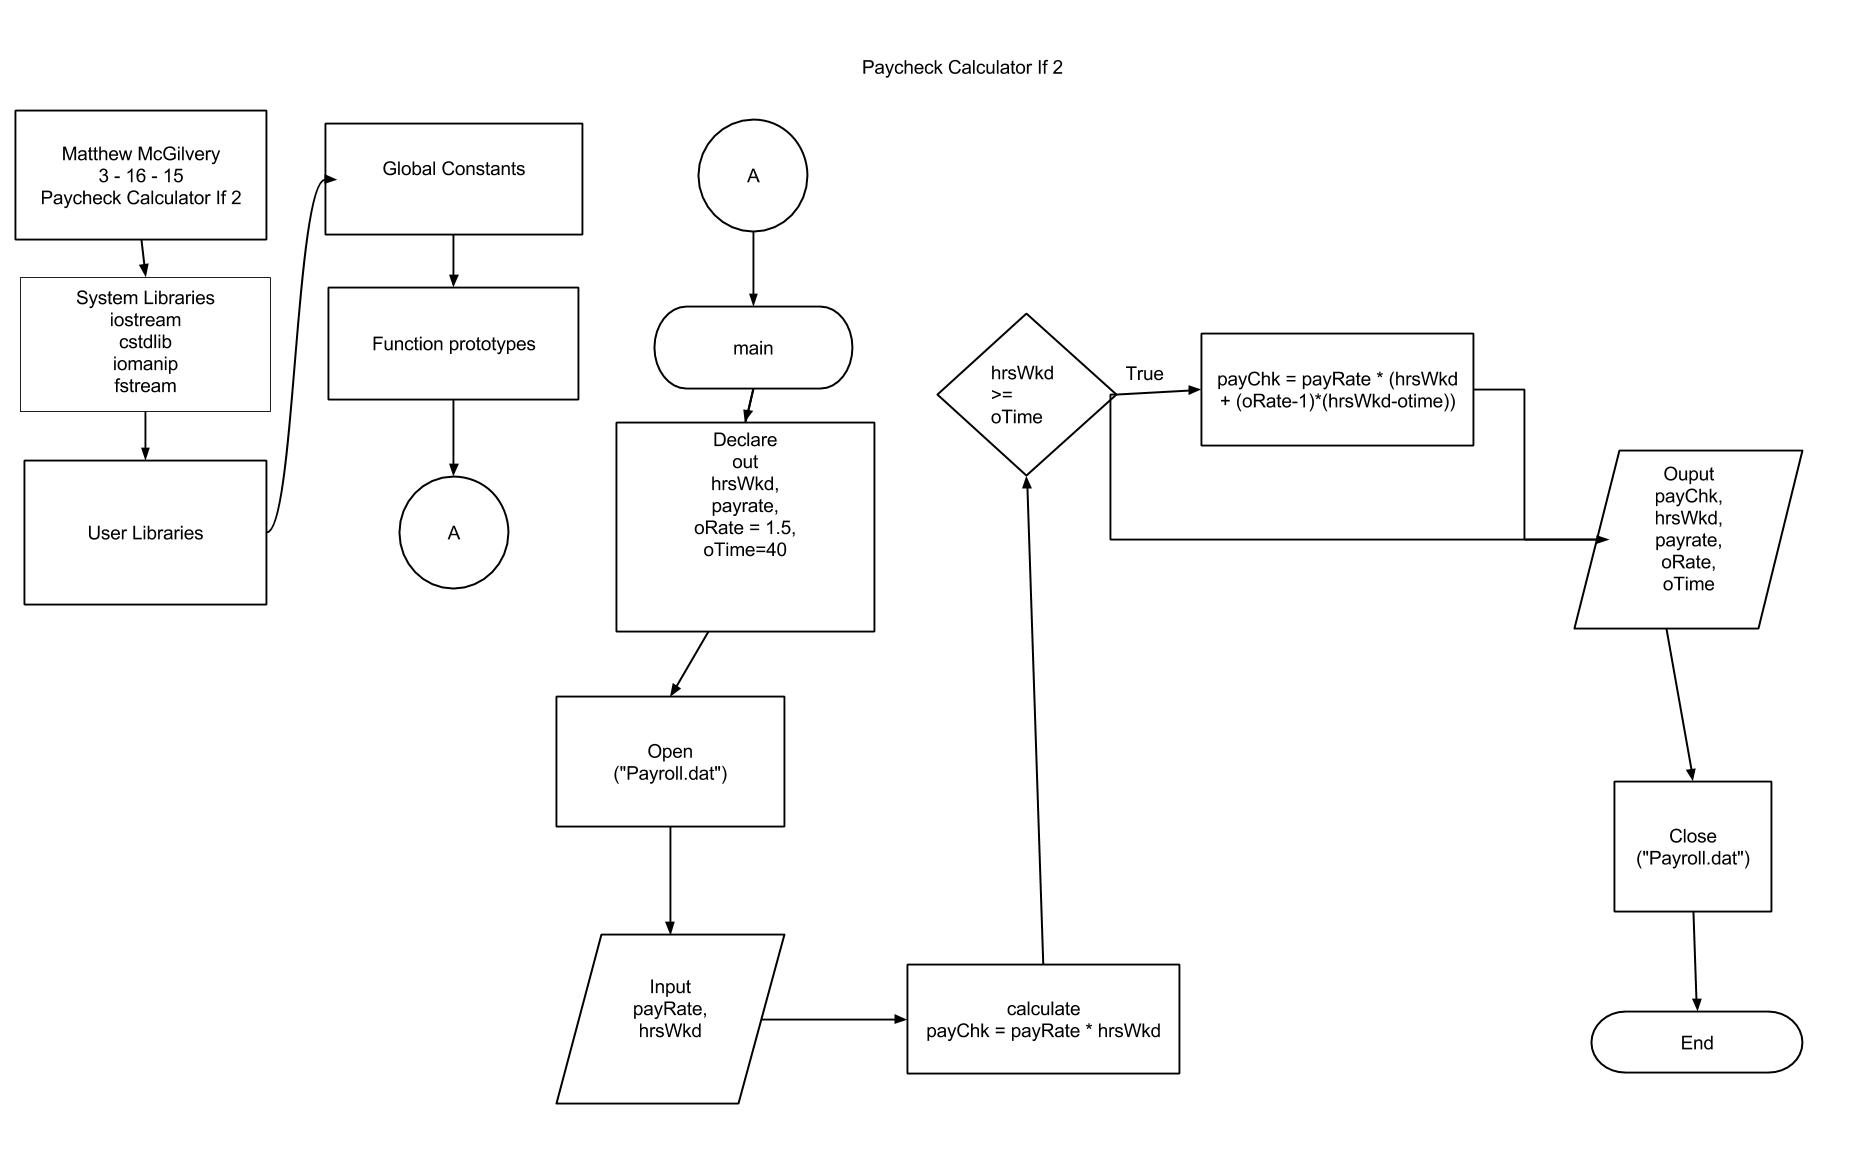 Paycheck Calculator If 2
Matthew McGilvery
3 - 16 - 15
Paycheck Calculator If 2
System Libraries
iostream
cstdlib
iomanip
fstream
User Libraries
Global Constants
Function prototypes
A
A
main
Declare
out
hrsWkd,
payrate,
oRate = 1.5,
oTime=40
Open
("Payroll.dat")
Input
payRate,
hrsWkd
calculate
payChk = payRate * hrsWkd
hrsWkd
>=
oTime
True
payChk = payRate * (hrsWkd
+ (oRate-1)*(hrsWkd-otime))
Ouput
payChk,
hrsWkd,
payrate,
oRate,
oTime
Close
("Payroll.dat")
End